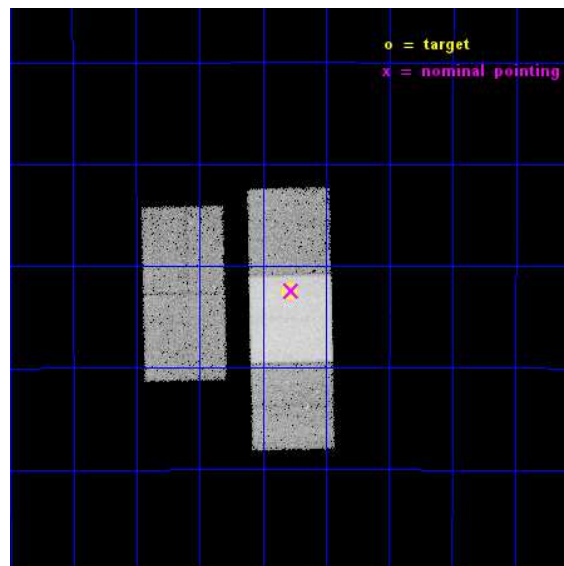 o = target
x = nominal pointing